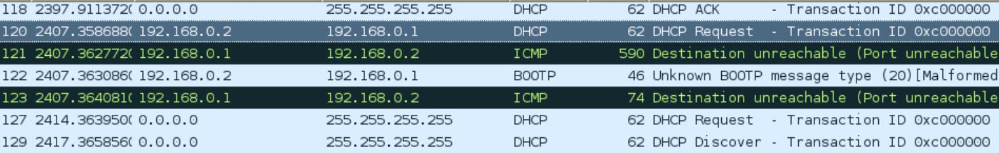 118 2397.911372( 0.0.0.0 255.255.255.255 DHCP 62 DHCP ACK - Transaction ID 0xc000000
120 2407.358688( 192.168.0.2 192.168.0.1 DHCP 62 DHCP Request - Transaction ID 0xc000000
121 2407.362772( 192.168.0.1 192.168.0.2 ICMP 590 Destination unreachable (Port unreachable
122 2407.363086( 192.168.0.2 192.168.0.1 BOOTP 46 Unknown BOOTP message type (20)[Malformed
123 2407.364081( 192.168.0.1 192.168.0.2 ICMP 74 Destination unreachable (Port unreachable
127 2414.363950( 0.0.0.0 255.255.255.255 DHCP 62 DHCP Request - Transaction ID 0xc000000
129 2417.365856( 0.0.0.0 255.255.255.255 DHCP 62 DHCP Discover - Transaction ID 0xc000000